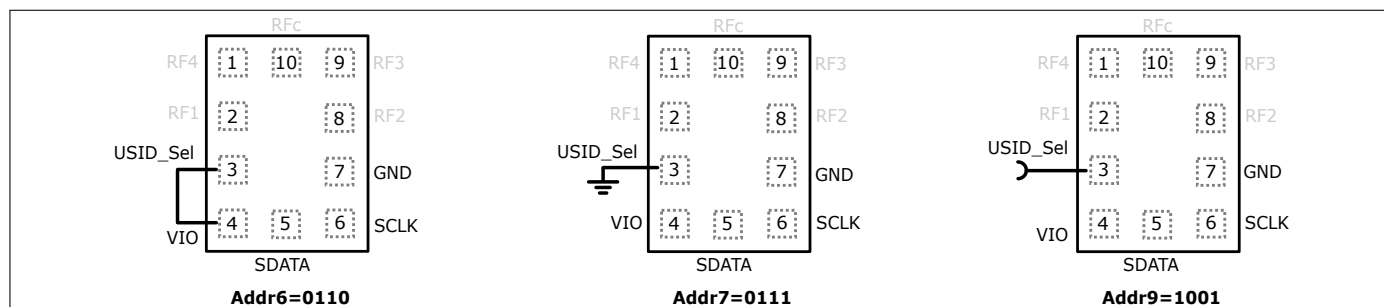 RFc RFc RFc
RF4 1 10 9 RF3 RF4 1 10 9 RF3 RF4 1 10 9 RF3
RF1 2 8 RF2 RF1 2 8 RF2 RF1 2 8 RF2
USID_Sel 3 7 GND USID_Sel 3 7 GND USID_Sel 3 7 GND
VIO 4 5 6 SCLK VIO 4 5 6 SCLK VIO 4 5 6 SCLK
SDATA SDATA SDATA
Addr6=0110 Addr7=0111 Addr9=1001